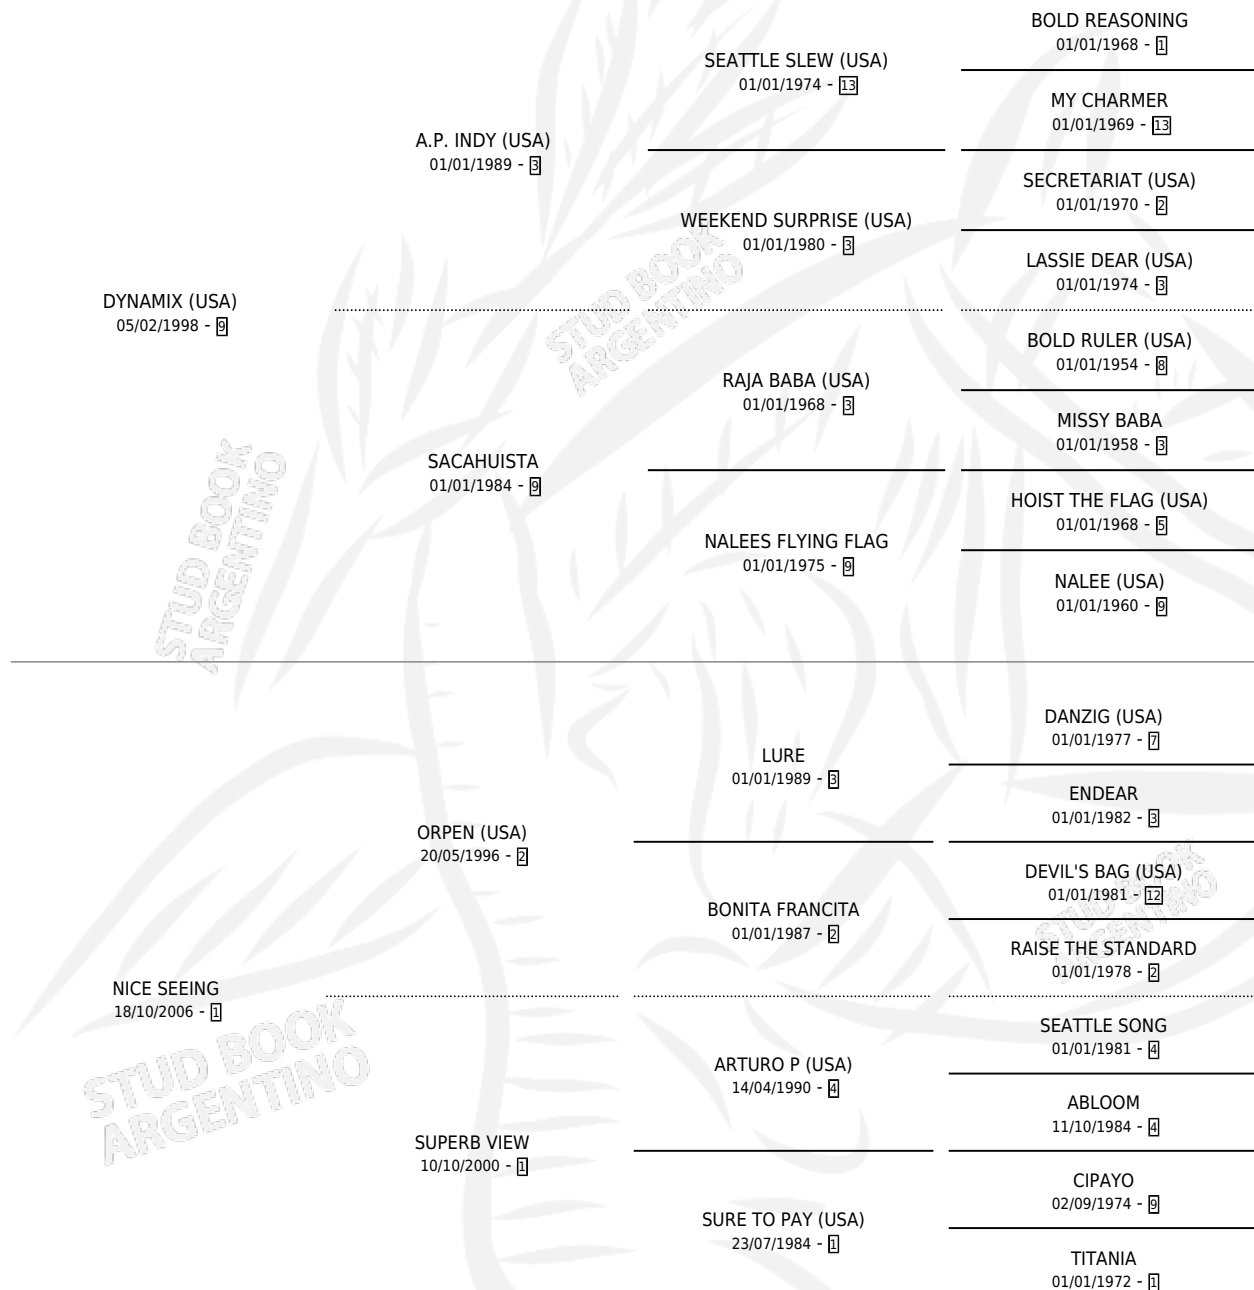 BOLD REASONING
01/01/1968 - 1
SEATTLE SLEW (USA)
01/01/1974 - 13
MY CHARMER
01/01/1969 - 13
A.P. INDY (USA)
01/01/1989 - 3
SECRETARIAT (USA)
01/01/1970 - 2
WEEKEND SURPRISE (USA)
01/01/1980 - 3
LASSIE DEAR (USA)
01/01/1974 - 3
DYNAMIX (USA)
05/02/1998 - 9
BOLD RULER (USA)
01/01/1954 - 8
RAJA BABA (USA)
01/01/1968 - 3
MISSY BABA
01/01/1958 - 3
SACAHUISTA
01/01/1984 - 9
HOIST THE FLAG (USA)
01/01/1968 - 5
NALEES FLYING FLAG
01/01/1975 - 9
NALEE (USA)
01/01/1960 - 9
DANZIG (USA)
01/01/1977 - 7
LURE
01/01/1989 - 3
ENDEAR
01/01/1982 - 3
ORPEN (USA)
20/05/1996 - 2
DEVIL'S BAG (USA)
01/01/1981 - 12
BONITA FRANCITA
01/01/1987 - 2
RAISE THE STANDARD
01/01/1978 - 2
NICE SEEING
18/10/2006 - 1
SEATTLE SONG
01/01/1981 - 4
ARTURO P (USA)
14/04/1990 - 4
ABLOOM
11/10/1984 - 4
SUPERB VIEW
10/10/2000 - 1
CIPAYO
02/09/1974 - 9
SURE TO PAY (USA)
23/07/1984 - 1
TITANIA
01/01/1972 - 1
STUD BOOK
ARGENTINO
STUD BOOK
ARGENTINO
STUD BOOK
ARGENTINO
STUD BOOK
ARGENTINO